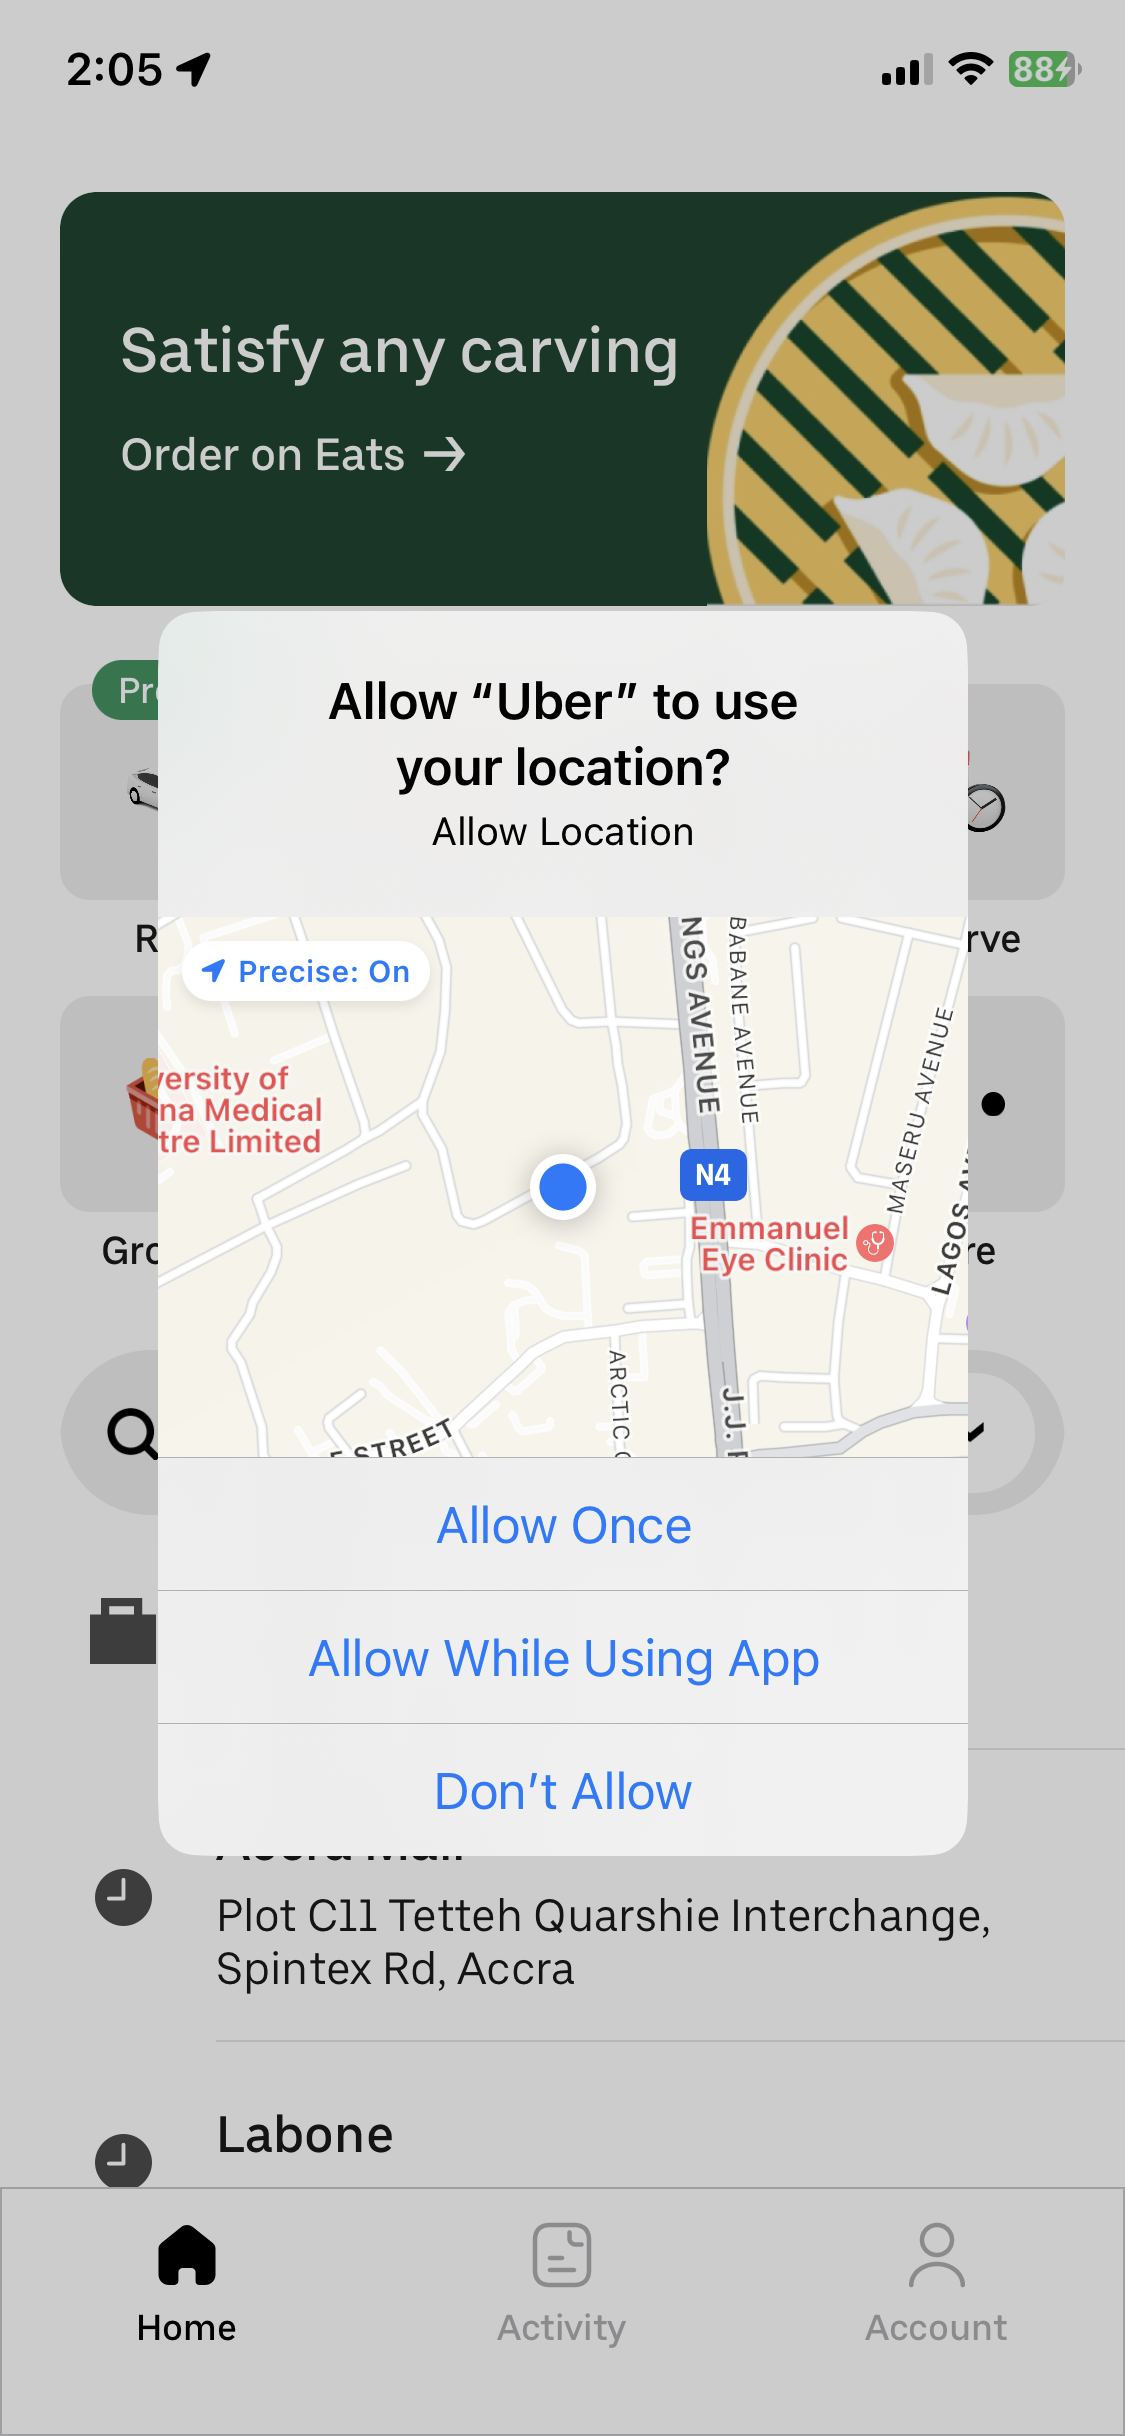 2:05
88
Satisfy any carving
Order on Eats →
Allow “Uber” to use
your location?
Allow Location
Precise: On
NGS AVENUE
BABANE AVENUE
MASERU AVENUE
versity of
na Medical
tre Limited
N4
Emmanuel
Eye Clinic
LAGOS AV
ARCTIC
STREET
J.J.
rve
re
Gro
Allow Once
Allow While Using App
Don’t Allow
Accra Mall
Plot C11 Tetteh Quarshie Interchange,
Spintex Rd, Accra
Labone
Home
Activity
Account